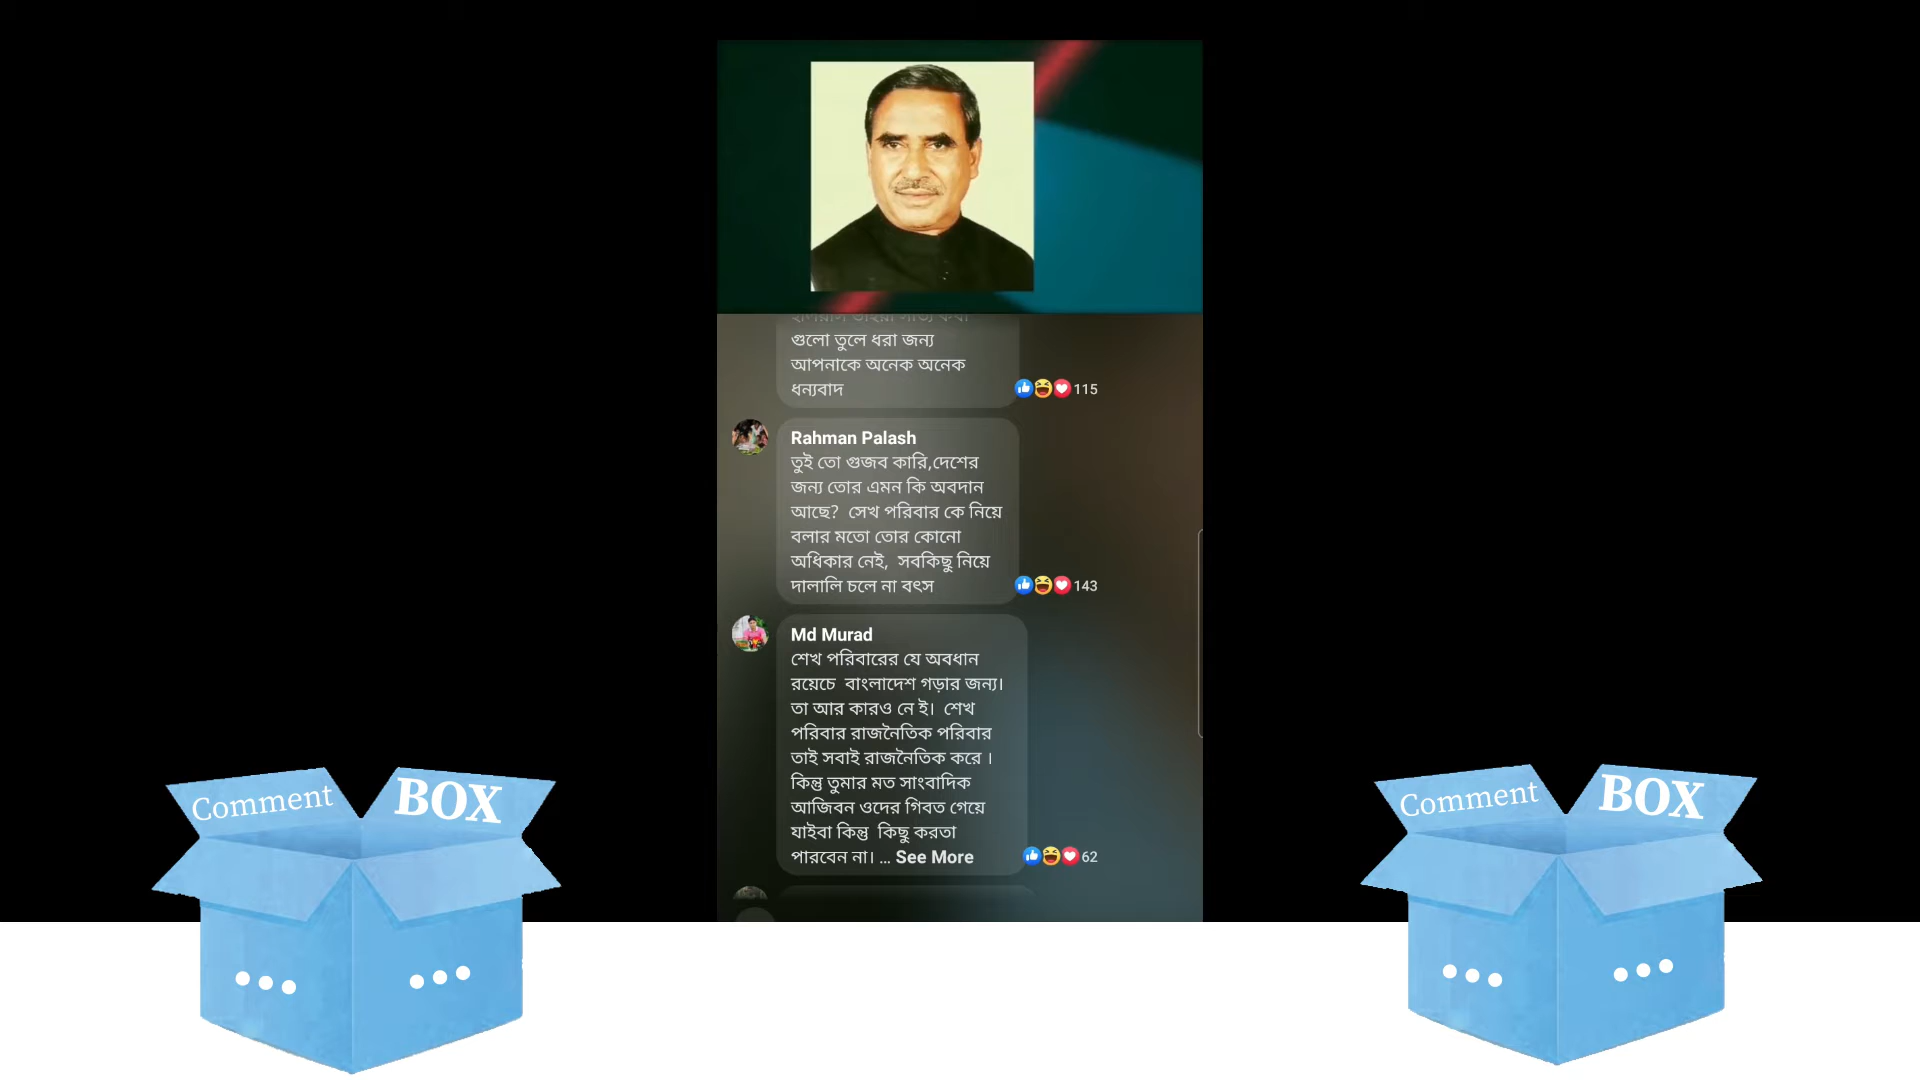 গুলো তুলে ধরা জন্য
আপনাকে অনেক অনেক
ধন্যবাদ
115
Rahman Palash
তুই তো গুজব কারি,দেশের
জন্য তোর এমন কি অবদান
আছে? সেখ পরিবার কে নিয়ে
বলার মতো তোর কোনো
অধিকার নেই, সবকিছু নিয়ে
দালালি চলে না বৎস
143
Md Murad
শেখ পরিবারের যে অবধান
রয়েচে বাংলাদেশ গড়ার জন্য।
তা আর কারও নে ই। শেখ
পরিবার রাজনৈতিক পরিবার
তাই সবাই রাজনৈতিক করে ।
কিন্তু তুমার মত সাংবাদিক
আজিবন ওদের গিবত গেয়ে
যাইবা কিন্তু কিছু করতা
পারবেন না। ... See More
62
Comment BOX
Comment BOX